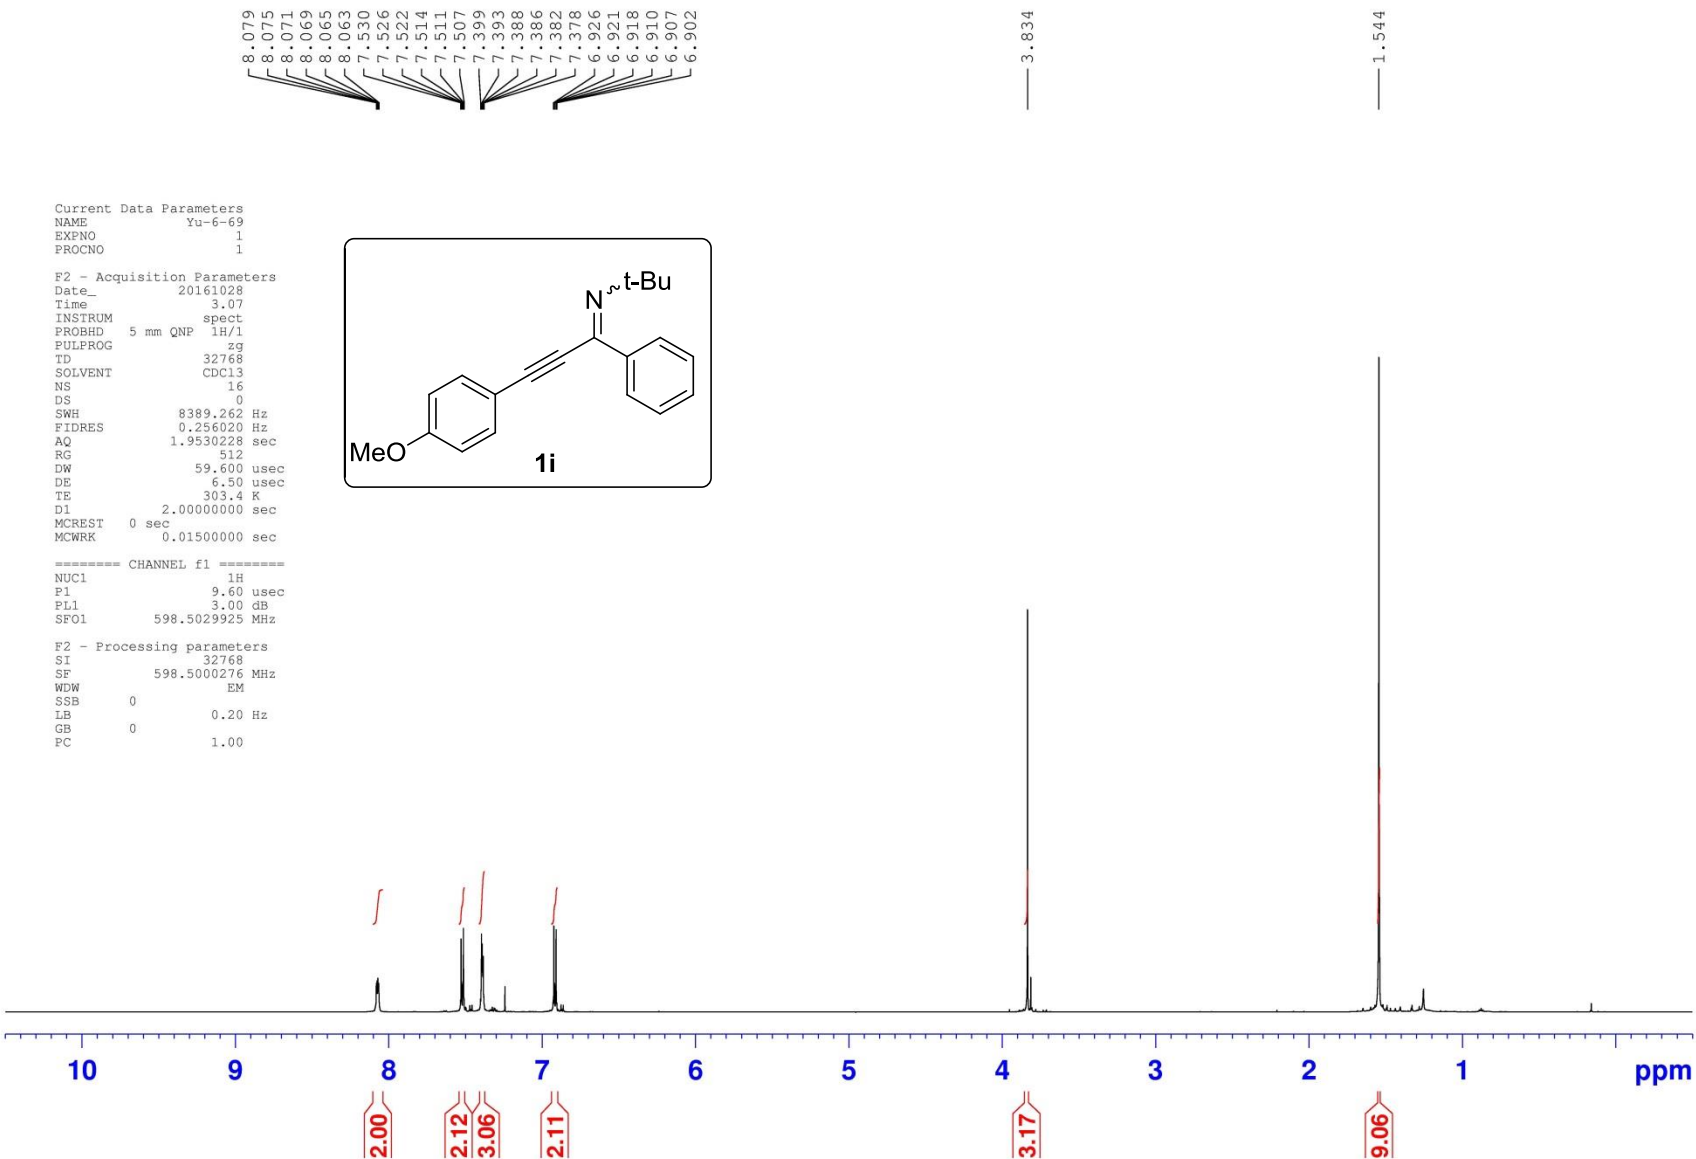 8.079
8.075
8.071
8.069
8.065
8.063
7.530
7.526
7.522
7.514
7.511
7.507
7.399
7.393
7.388
7.386
7.382
7.378
6.926
6.921
6.918
6.910
6.907
6.902
3.834
1.544
Current Data Parameters
NAME Yu-6-69
EXPNO 1
PROCNO 1
F2 - Acquisition Parameters
Date_ 20161028
Time 3.07
INSTRUM spect
PROBHD 5 mm QNP 1H/1
PULPROG zg
TD 32768
SOLVENT CDCl3
NS 16
DS 0
SWH 8389.262 Hz
FIDRES 0.256020 Hz
AQ 1.9530228 sec
RG 512
DW 59.600 usec
DE 6.50 usec
TE 303.4 K
D1 2.00000000 sec
MCREST 0 sec
MCWRK 0.01500000 sec
======== CHANNEL f1 ========
NUC1 1H
P1 9.60 usec
PL1 3.00 dB
SFO1 598.5029925 MHz
F2 - Processing parameters
SI 32768
SF 598.5000276 MHz
WDW EM
SSB 0
LB 0.20 Hz
GB 0
PC 1.00
N
t-Bu
MeO
1i
10 9 8 7 6 5 4 3 2 1 ppm
2.00
2.12
3.06
2.11
3.17
9.06